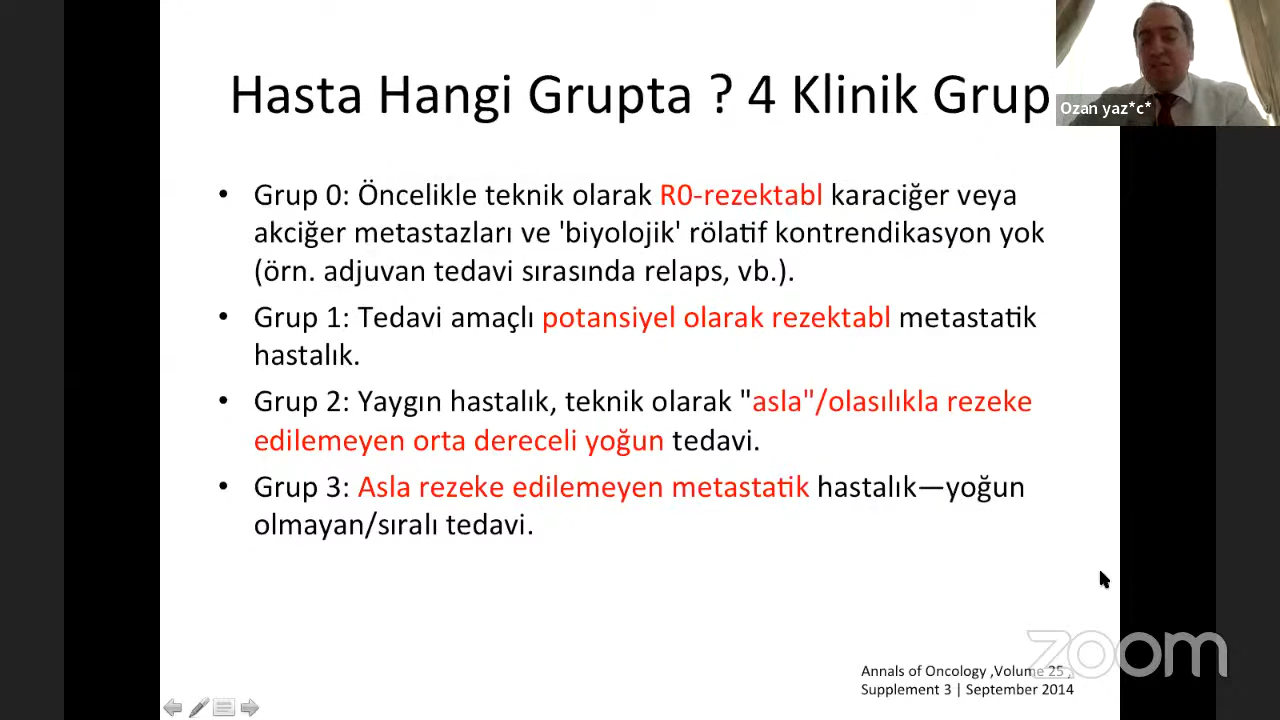 Hasta Hangi Grupta ? 4 Klinik Grup
Ozan yaz*c*
• Grup 0: Öncelikle teknik olarak R0-rezektabl karaciğer veya
akciğer metastazları ve 'biyolojik' rölatif kontrendikasyon yok
(örn. adjuvan tedavi sırasında relaps, vb.).
• Grup 1: Tedavi amaçlı potansiyel olarak rezektabl metastatik
hastalık.
• Grup 2: Yaygın hastalık, teknik olarak "asla"/olasılıkla rezeke
edilemeyen orta dereceli yoğun tedavi.
• Grup 3: Asla rezeke edilemeyen metastatik hastalık—yoğun
olmayan/sıralı tedavi.
zoom
Annals of Oncology ,Volume 25 ,
Supplement 3 | September 2014